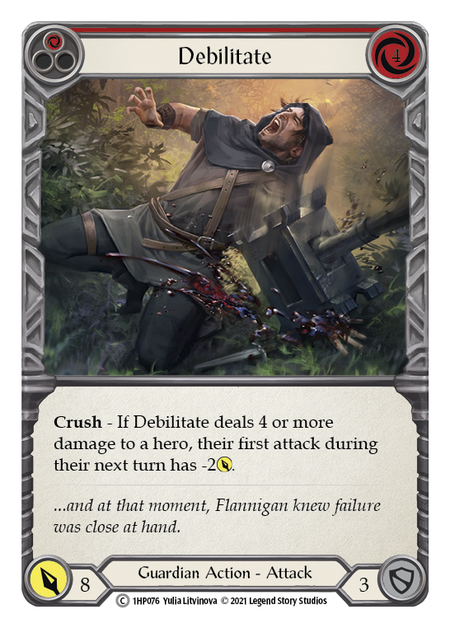 4
Debilitate
Crush - If Debilitate deals 4 or more
damage to a hero, their first attack during
their next turn has -2.
...and at that moment, Flannigan knew failure
was close at hand.
8
Guardian Action - Attack
3
C 1HP076 Yulia Litvinova © 2021 Legend Story Studios